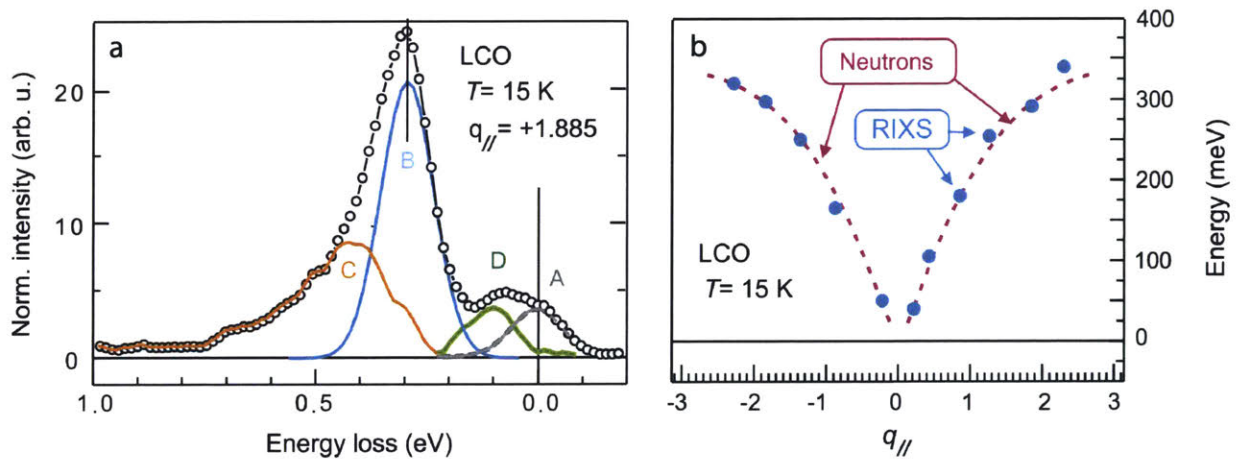 a
LCO
T= 15 K
q// = +1.885
B
C
D
A
20
10
0
1.0
0.5
0.0
Norm. intensity (arb. u.)
Energy loss (eV)
b
Neutrons
RIXS
LCO
T= 15 K
400
300
200
100
0
Energy (meV)
-3
-2
-1
0
1
2
3
q//